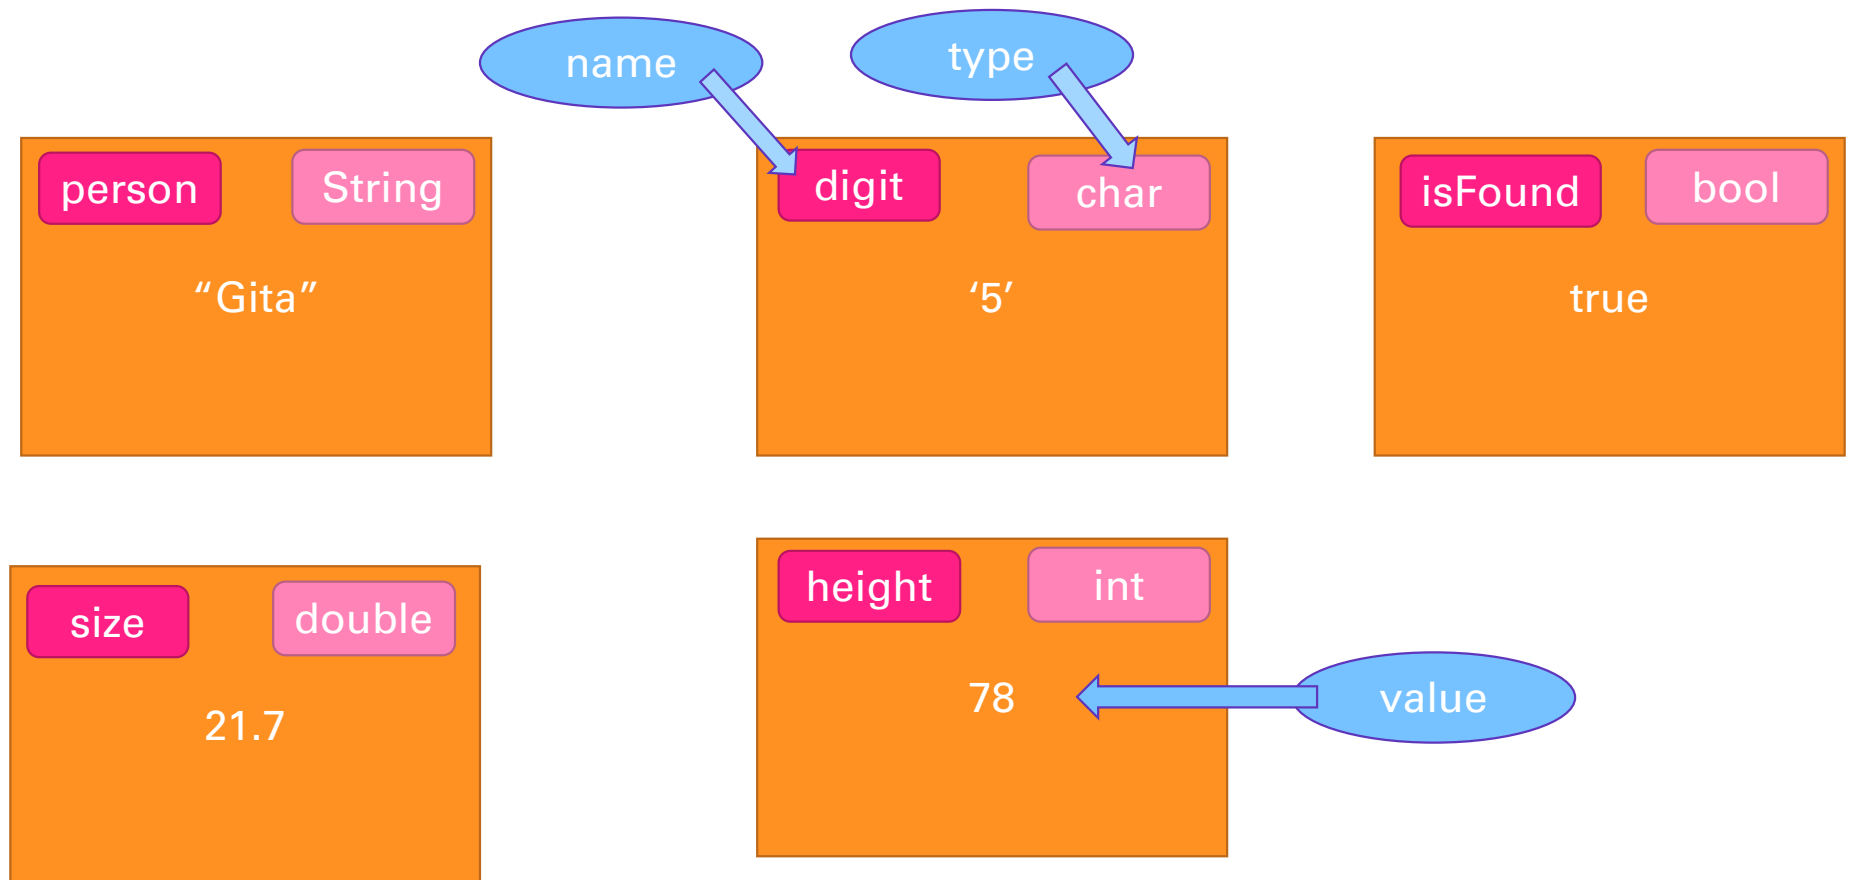 name
type
person
String
“Gita”
digit
char
‘5’
isFound
bool
true
size
double
21.7
height
int
78
value